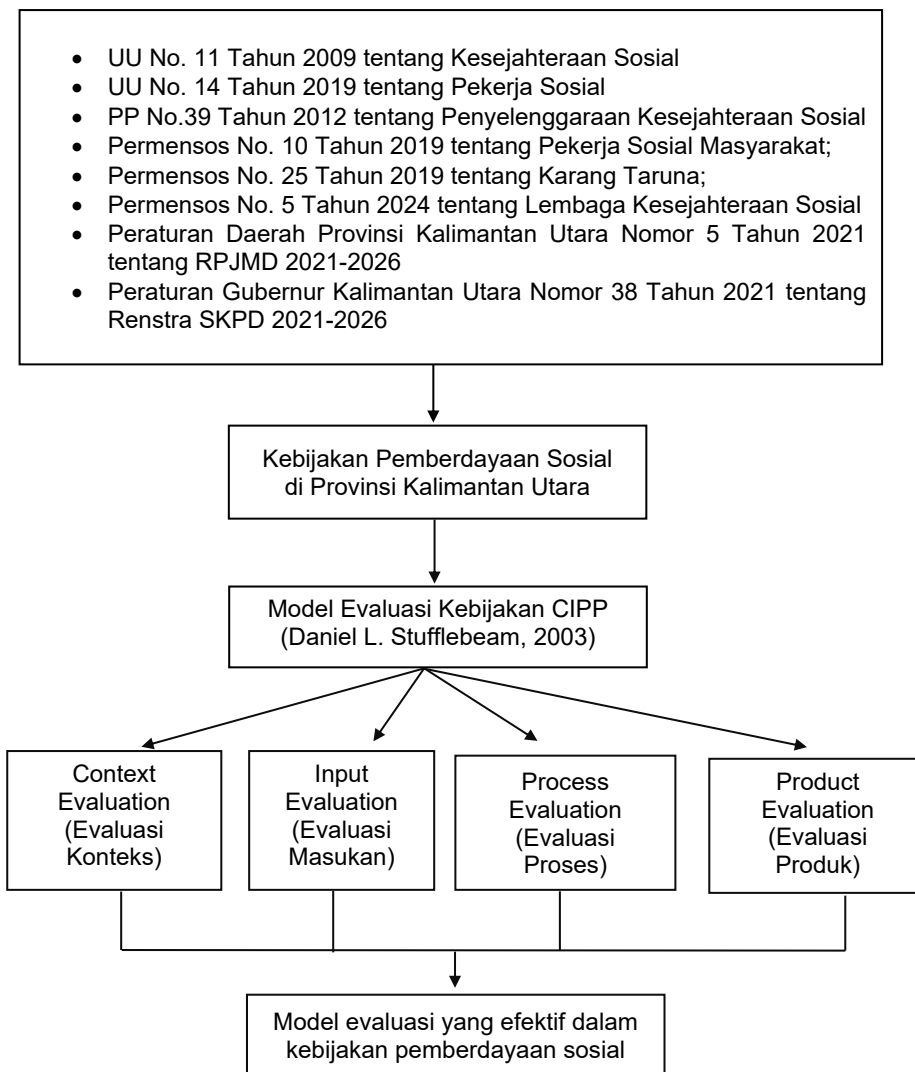 • UU No. 11 Tahun 2009 tentang Kesejahteraan Sosial
• UU No. 14 Tahun 2019 tentang Pekerja Sosial
• PP No.39 Tahun 2012 tentang Penyelenggaraan Kesejahteraan Sosial
• Permensos No. 10 Tahun 2019 tentang Pekerja Sosial Masyarakat;
• Permensos No. 25 Tahun 2019 tentang Karang Taruna;
• Permensos No. 5 Tahun 2024 tentang Lembaga Kesejahteraan Sosial
• Peraturan Daerah Provinsi Kalimantan Utara Nomor 5 Tahun 2021
tentang RPJMD 2021-2026
• Peraturan Gubernur Kalimantan Utara Nomor 38 Tahun 2021 tentang
Renstra SKPD 2021-2026
Kebijakan Pemberdayaan Sosial
di Provinsi Kalimantan Utara
Model Evaluasi Kebijakan CIPP
(Daniel L. Stufflebeam, 2003)
Context
Evaluation
(Evaluasi
Konteks)
Input
Evaluation
(Evaluasi
Masukan)
Process
Evaluation
(Evaluasi
Proses)
Product
Evaluation
(Evaluasi
Produk)
Model evaluasi yang efektif dalam
kebijakan pemberdayaan sosial